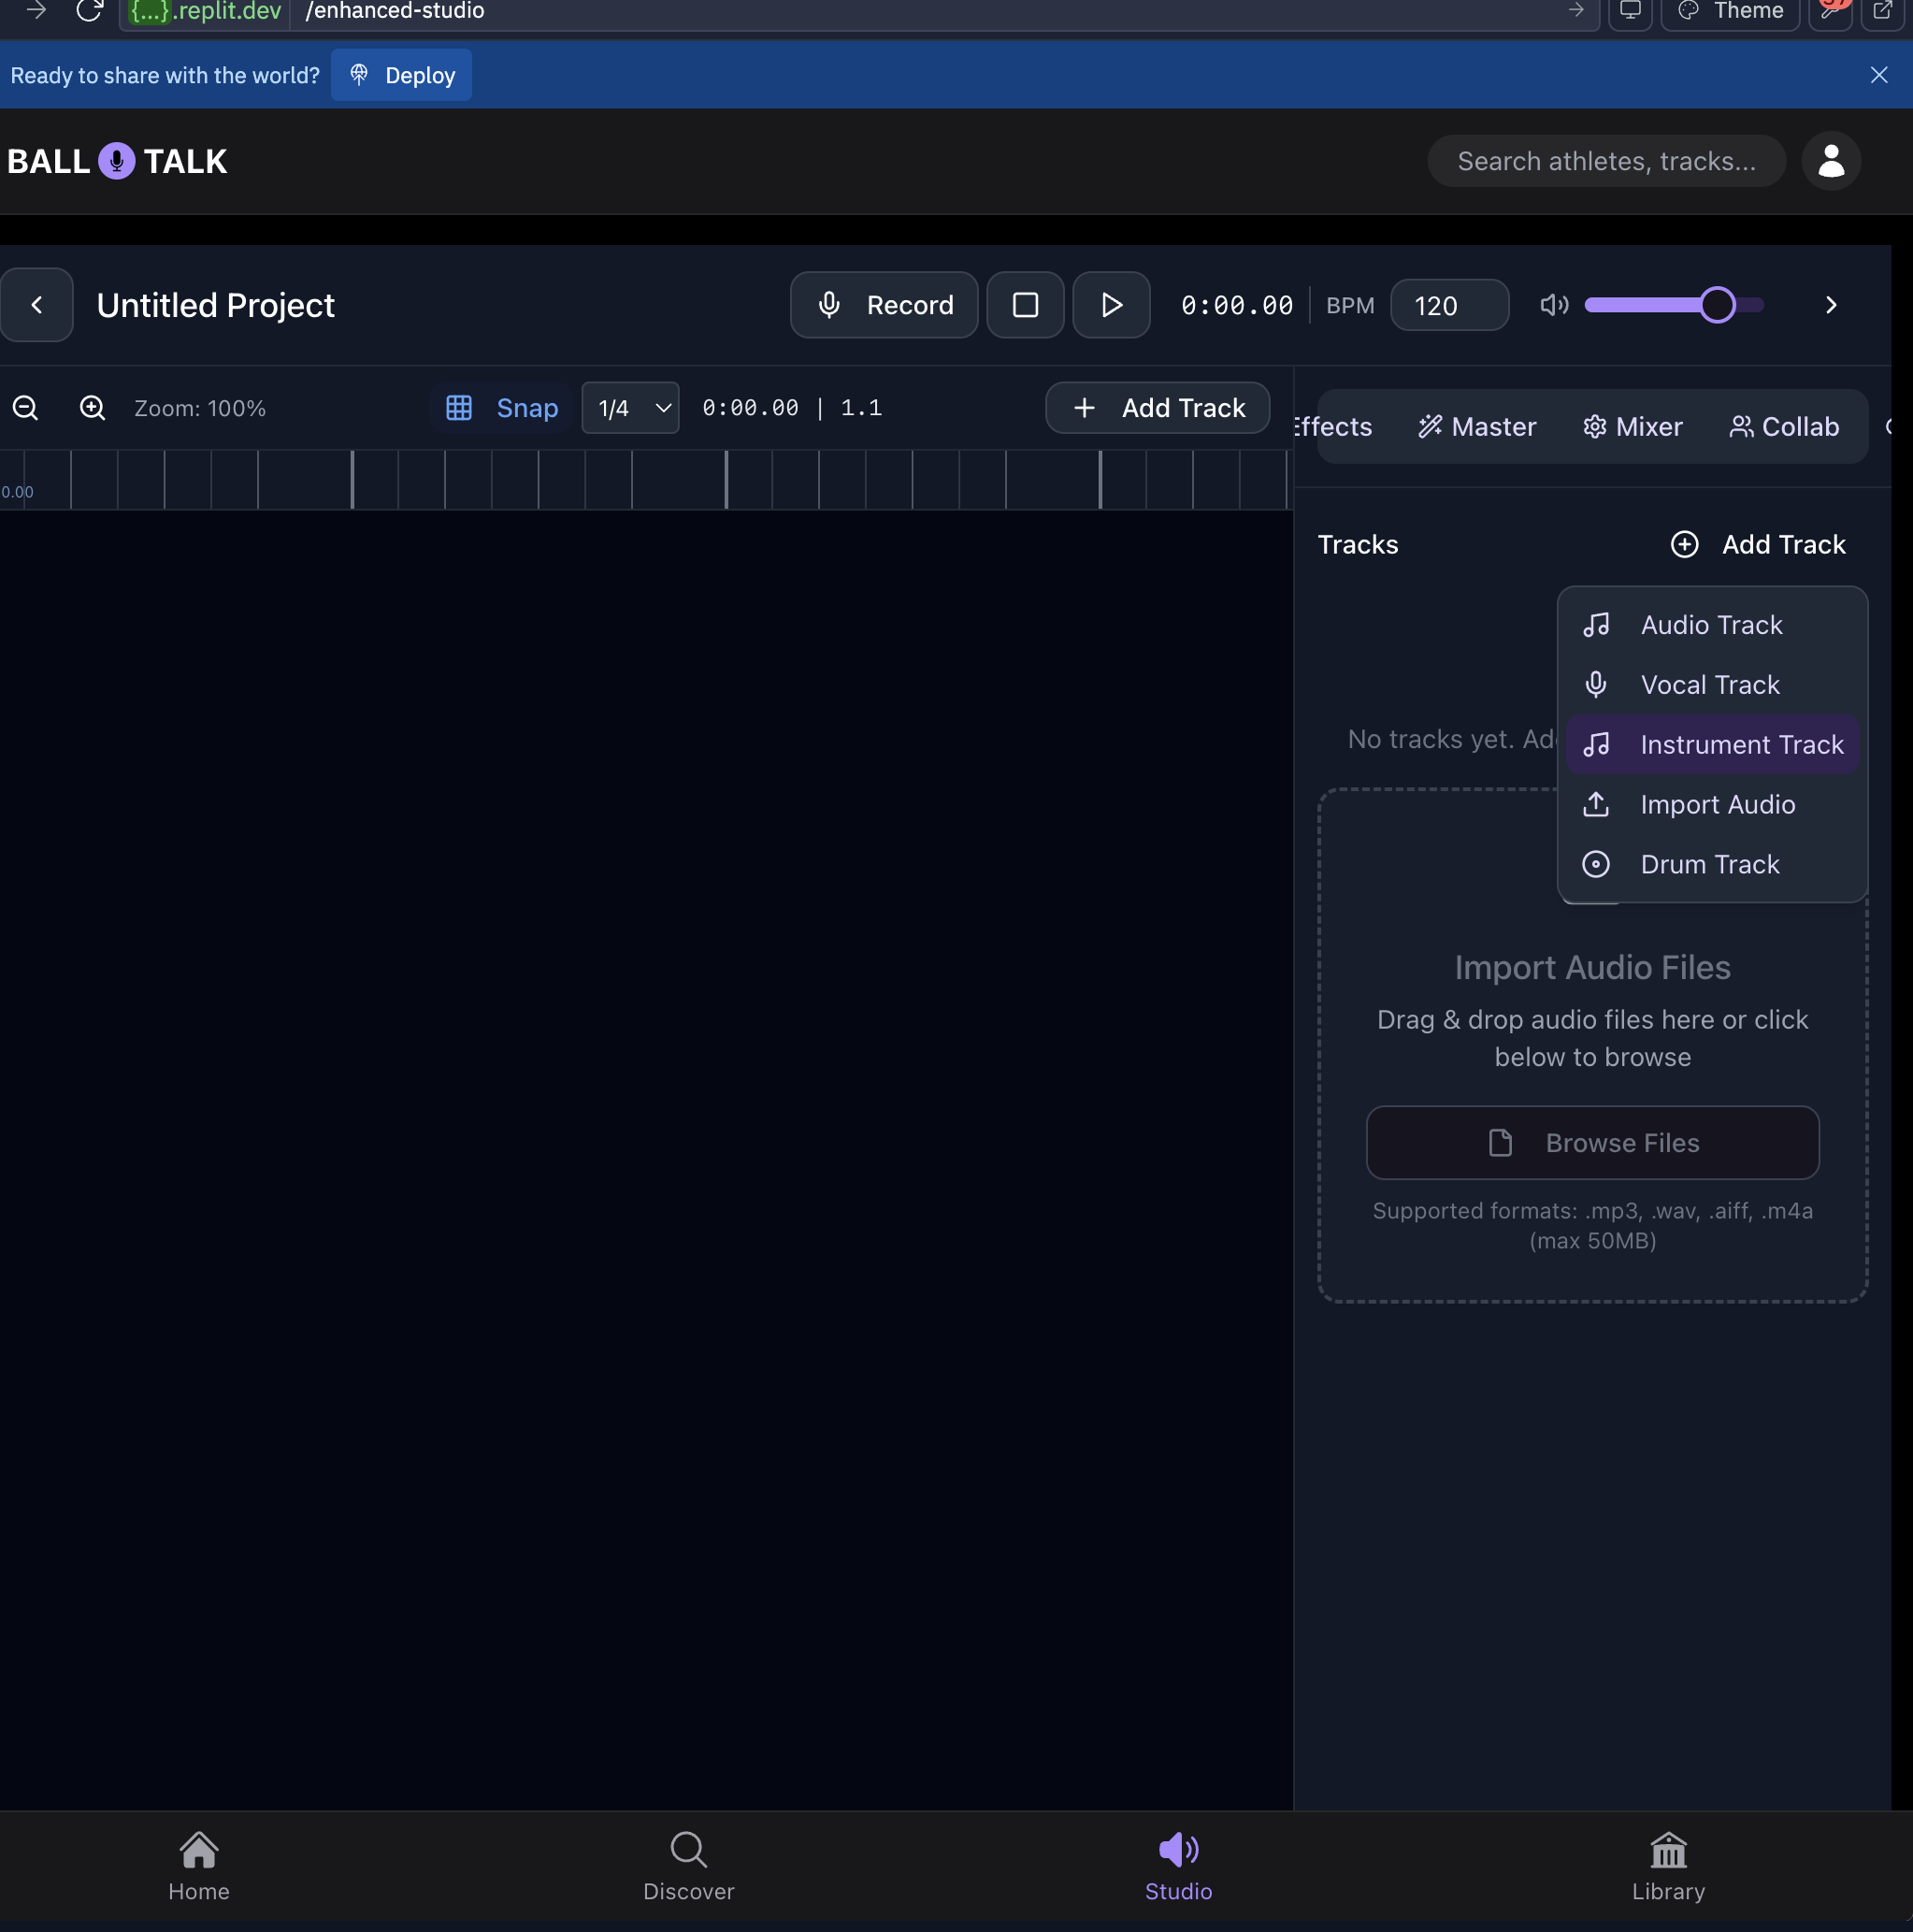 {...}.replit.dev /enhanced-studio
Theme
Ready to share with the world? Deploy
BALL TALK
Search athletes, tracks...
Untitled Project
Record
0:00.00
BPM 120
Zoom: 100%
Snap
1/4
0:00.00 | 1.1
Add Track
Effects
Master
Mixer
Collab
0.00
Tracks
Add Track
Audio Track
Vocal Track
No tracks yet.
Instrument Track
Import Audio
Drum Track
Import Audio Files
Drag & drop audio files here or click
below to browse
Browse Files
Supported formats: .mp3, .wav, .aiff, .m4a
(max 50MB)
Home
Discover
Studio
Library